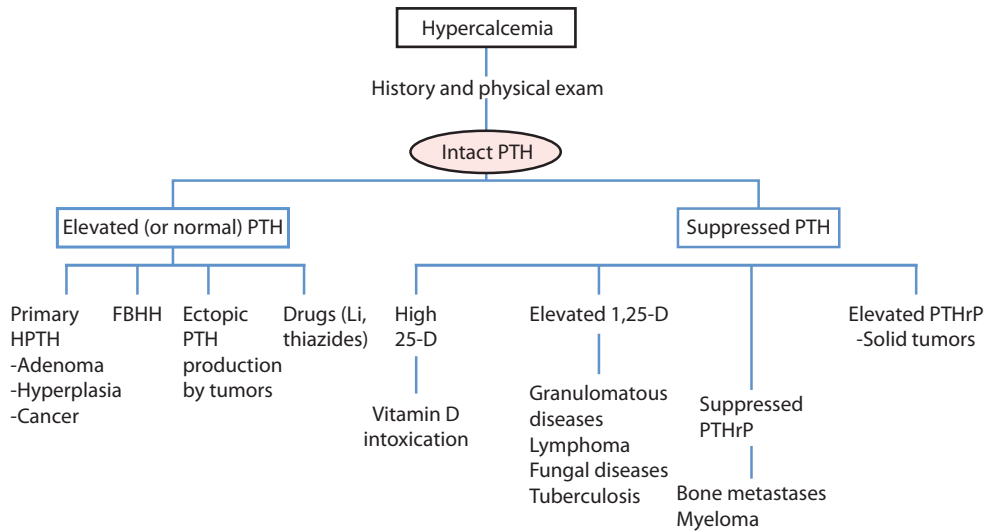 Hypercalcemia
History and physical exam
Intact PTH
Elevated (or normal) PTH
Suppressed PTH
Primary
HPTH
-Adenoma
-Hyperplasia
-Cancer
FBHH
Ectopic
PTH
production
by tumors
Drugs (Li,
thiazides)
High
25-D
Vitamin D
intoxication
Elevated 1,25-D
Granulomatous
diseases
Lymphoma
Fungal diseases
Tuberculosis
Suppressed
PTHrP
Bone metastases
Myeloma
Elevated PTHrP
-Solid tumors